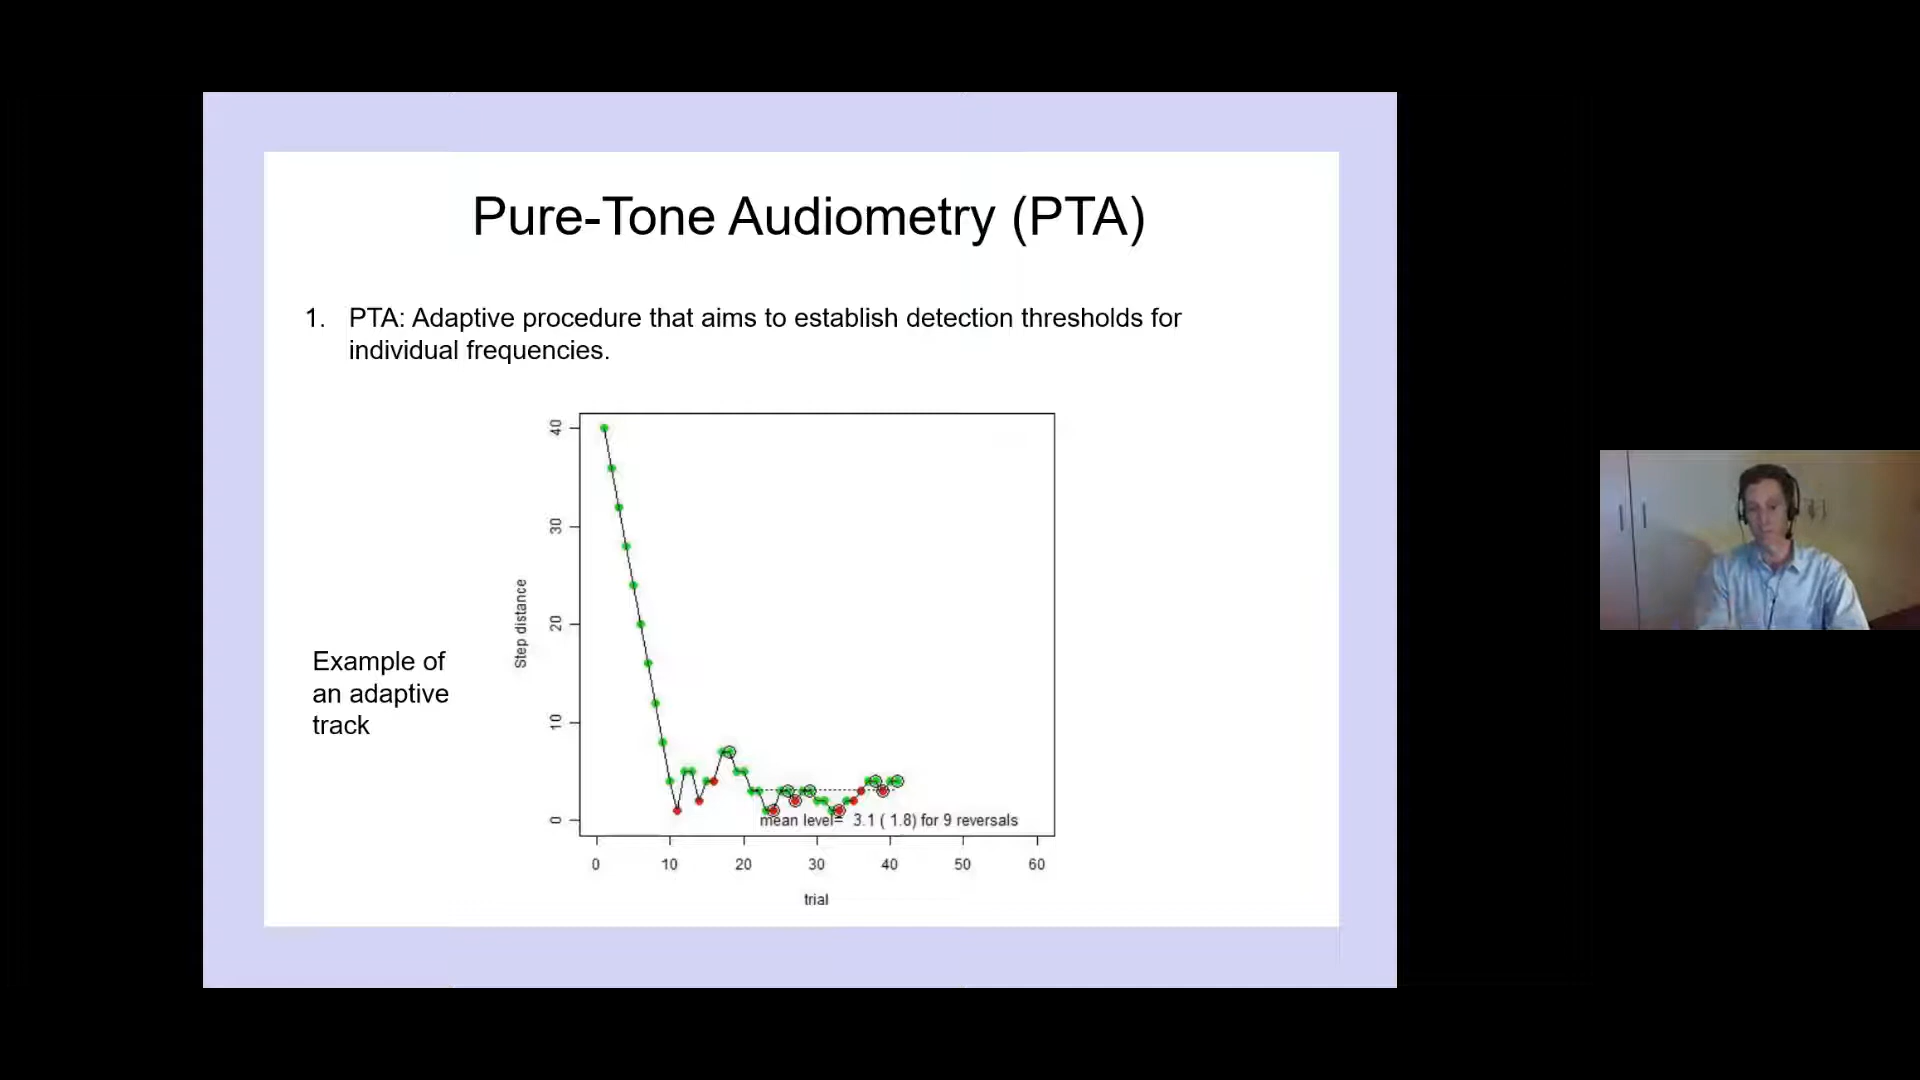 Pure-Tone Audiometry (PTA)
1. PTA: Adaptive procedure that aims to establish detection thresholds for
individual frequencies.
Example of
an adaptive
track
Step distance
40
30
20
10
0
mean level= 3.1 ( 1.8) for 9 reversals
0 10 20 30 40 50 60
trial